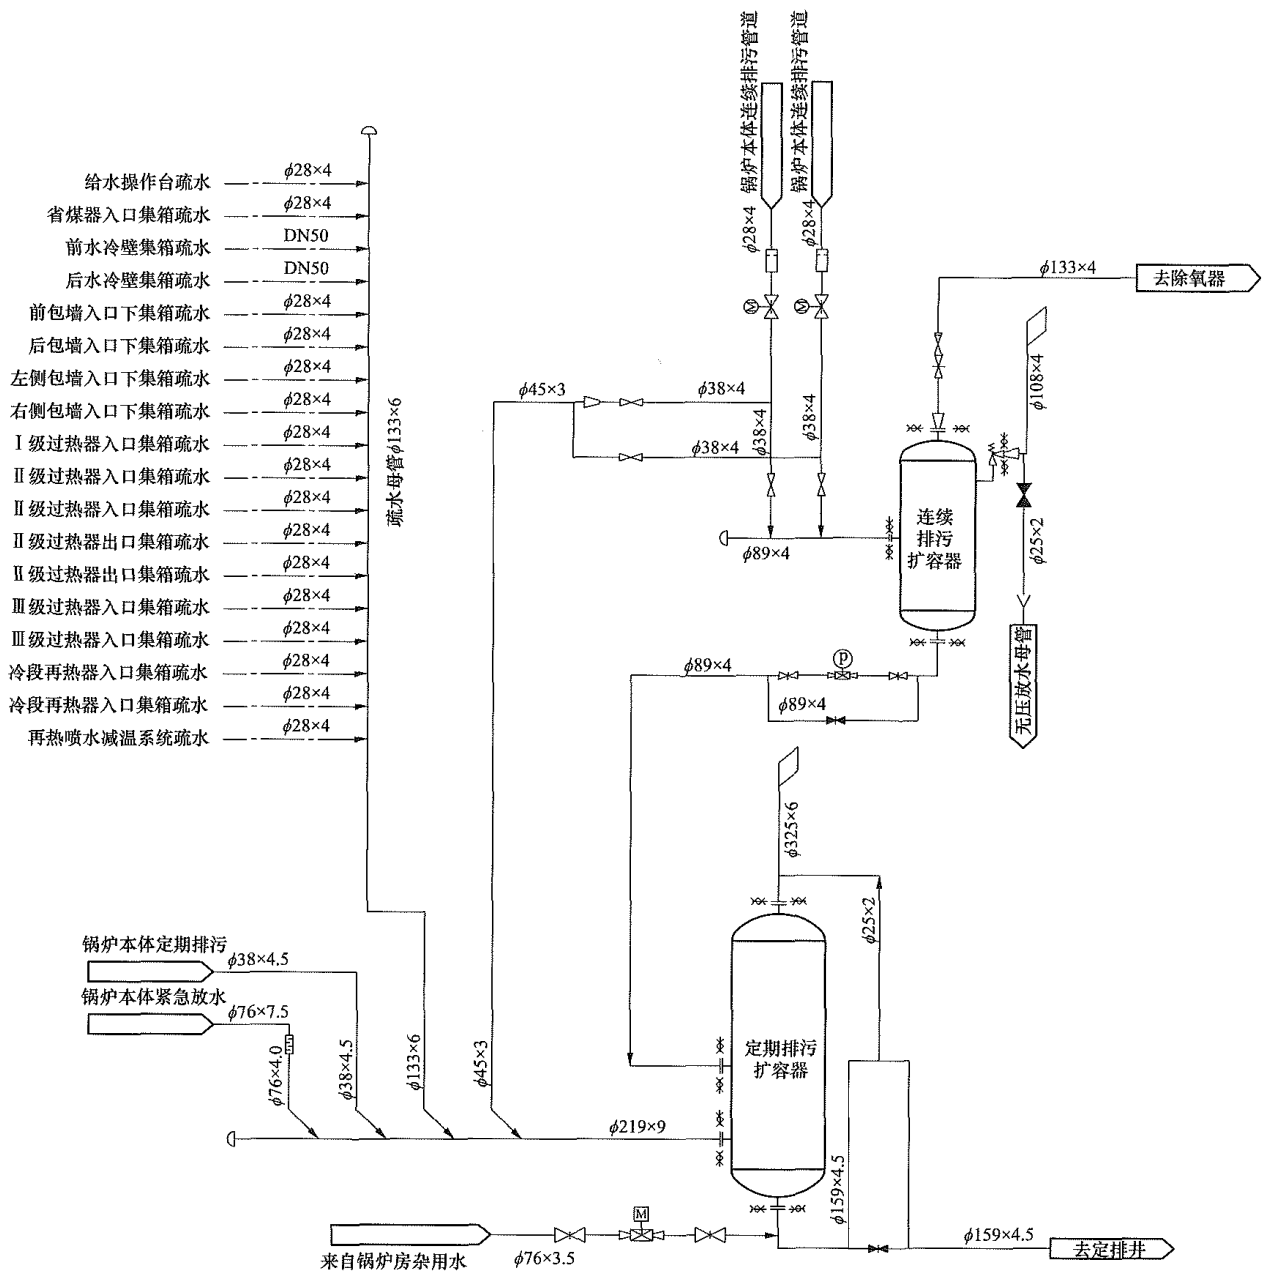 锅炉本体连续排污管道
锅炉本体连续排污管道
φ28×4
φ28×4
M
M
给水操作台疏水 φ28×4
省煤器入口集箱疏水 φ28×4
前水冷壁集箱疏水 DN50
后水冷壁集箱疏水 DN50
前包墙入口下集箱疏水 φ28×4
后包墙入口下集箱疏水 φ28×4
左侧包墙入口下集箱疏水 φ28×4
右侧包墙入口下集箱疏水 φ28×4
Ⅰ级过热器入口集箱疏水 φ28×4
Ⅱ级过热器入口集箱疏水 φ28×4
Ⅱ级过热器入口集箱疏水 φ28×4
Ⅱ级过热器出口集箱疏水 φ28×4
Ⅱ级过热器出口集箱疏水 φ28×4
Ⅲ级过热器入口集箱疏水 φ28×4
Ⅲ级过热器入口集箱疏水 φ28×4
冷段再热器入口集箱疏水 φ28×4
冷段再热器入口集箱疏水 φ28×4
再热喷水减温系统疏水 φ28×4
疏水母管φ133×6
φ133×4
去除氧器
φ108×4
φ45×3
φ38×4
φ38×4
φ38×4
φ38×4
φ89×4
连续
排污
扩容器
φ25×2
无压放水母管
φ89×4
P
φ89×4
φ325×6
φ25×2
锅炉本体定期排污
φ38×4.5
锅炉本体紧急放水
φ76×7.5
φ76×4.0
φ38×4.5
φ133×6
φ45×3
φ219×9
定期排污
扩容器
φ159×4.5
M
来自锅炉房杂用水
φ76×3.5
φ159×4.5
去定排井